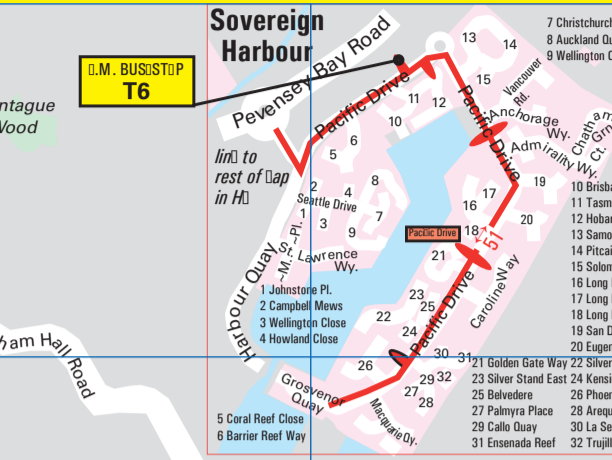 Sovereign
Harbour
Pevensey Bay Road
▯.M. BUS▯ST▯P
T6
ntague
Wood
lin▯ to
rest of ▯ap
in H▯
Pacific Drive
Pacific Drive
Pacific Drive
Pacific Drive
51
Vancouver
Rd.
Anchorage
Wy.
Admirality Wy.
Chatham
Grn
Ct.
Seattle Drive
St. Lawrence
Wy.
Harbour Quay
Caroline Way
Grosvenor
Quay
Macquarie Qy.
ham Hall Road
13
14
15
11
12
10
5
6
8
2
4
1
3
7
9
19
17
16
18
20
21
23
25
22
24
26
30
31
29
32
27
28
1 Johnstone Pl.
2 Campbell Mews
3 Wellington Close
4 Howland Close
5 Coral Reef Close
6 Barrier Reef Way
7 Christchurch
8 Auckland Qu
9 Wellington C
10 Brisba
11 Tasm
12 Hobar
13 Samo
14 Pitcai
15 Solom
16 Long
17 Long
18 Long
19 San D
20 Eugen
21 Golden Gate Way 22 Silver
23 Silver Stand East 24 Kensi
25 Belvedere 26 Phoen
27 Palmyra Place 28 Arequ
29 Callo Quay 30 La Se
31 Ensenada Reef 32 Trujill